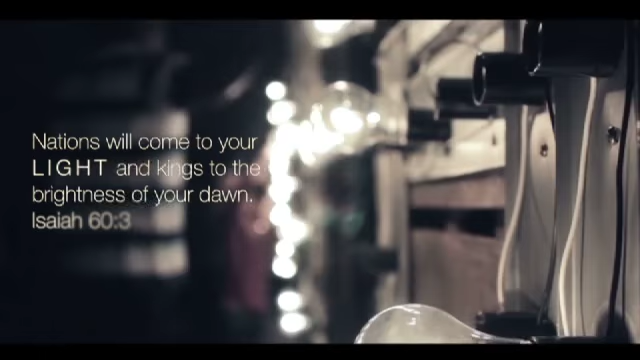 Nations will come to your
LIGHT and kings to the
brightness of your dawn.
Isaiah 60:3